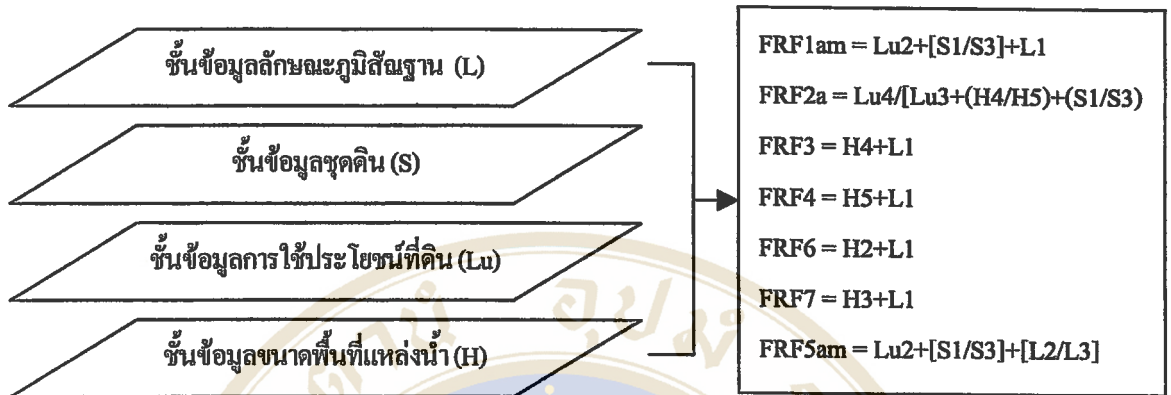 ชั้นข้อมูลลักษณะภูมิสัณฐาน (L)
ชั้นข้อมูลชุดดิน (S)
ชั้นข้อมูลการใช้ประโยชน์ที่ดิน (Lu)
ชั้นข้อมูลขนาดพื้นที่แหล่งน้ำ (H)
FRF1am = Lu2+[S1/S3]+L1
FRF2a = Lu4/[Lu3+(H4/H5)+(S1/S3)
FRF3 = H4+L1
FRF4 = H5+L1
FRF6 = H2+L1
FRF7 = H3+L1
FRF5am = Lu2+[S1/S3]+[L2/L3]